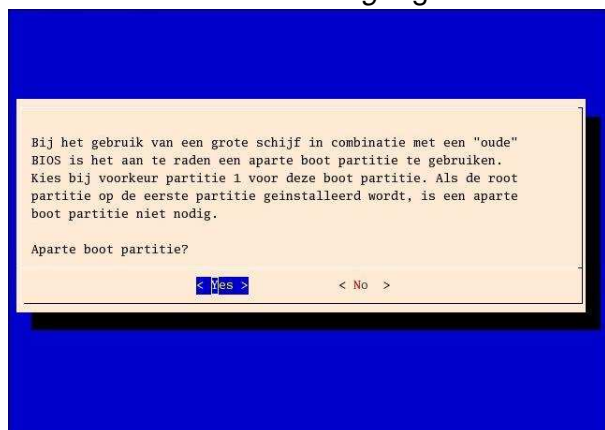 Bij het gebruik van een grote schijf in combinatie met een "oude"
BIOS is het aan te raden een aparte boot partitie te gebruiken.
Kies bij voorkeur partitie 1 voor deze boot partitie. Als de root
partitie op de eerste partitie geinstalleerd wordt, is een aparte
boot partitie niet nodig.
Aparte boot partitie?
< Yes > < No >